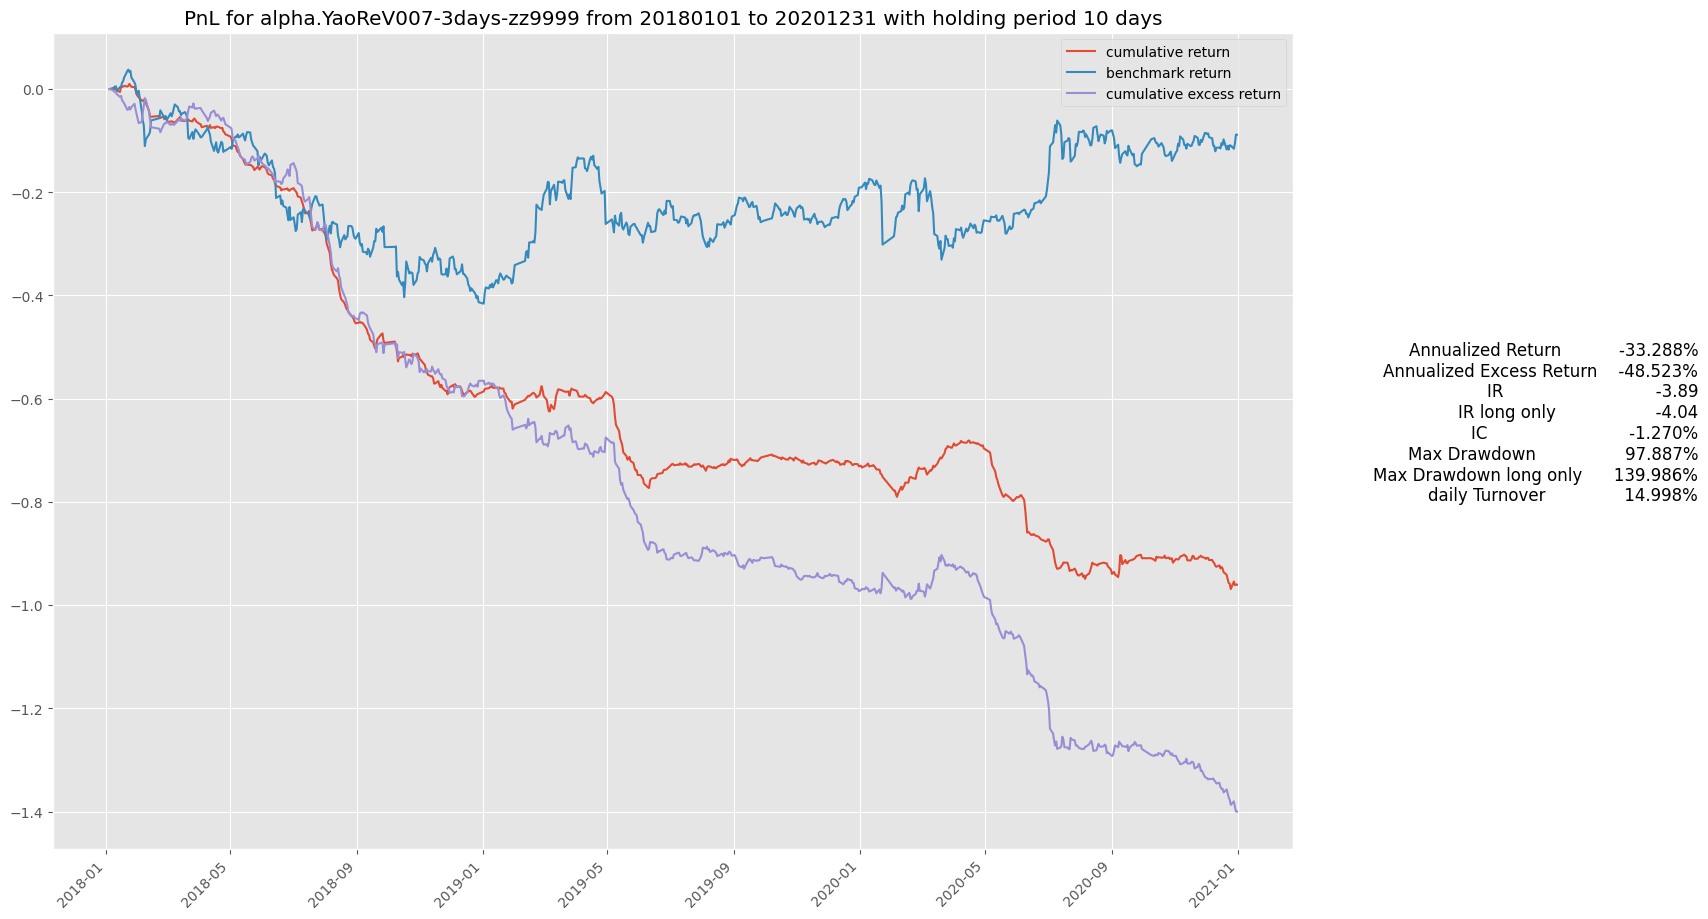 PnL for alpha.YaoReV007-3days-zz9999 from 20180101 to 20201231 with holding period 10 days
cumulative return
benchmark return
cumulative excess return
0.0
−0.2
−0.4
−0.6
−0.8
−1.0
−1.2
−1.4
2018-01
2018-05
2018-09
2019-01
2019-05
2019-09
2020-01
2020-05
2020-09
2021-01
Annualized Return -33.288%
Annualized Excess Return -48.523%
IR -3.89
IR long only -4.04
IC -1.270%
Max Drawdown 97.887%
Max Drawdown long only 139.986%
daily Turnover 14.998%